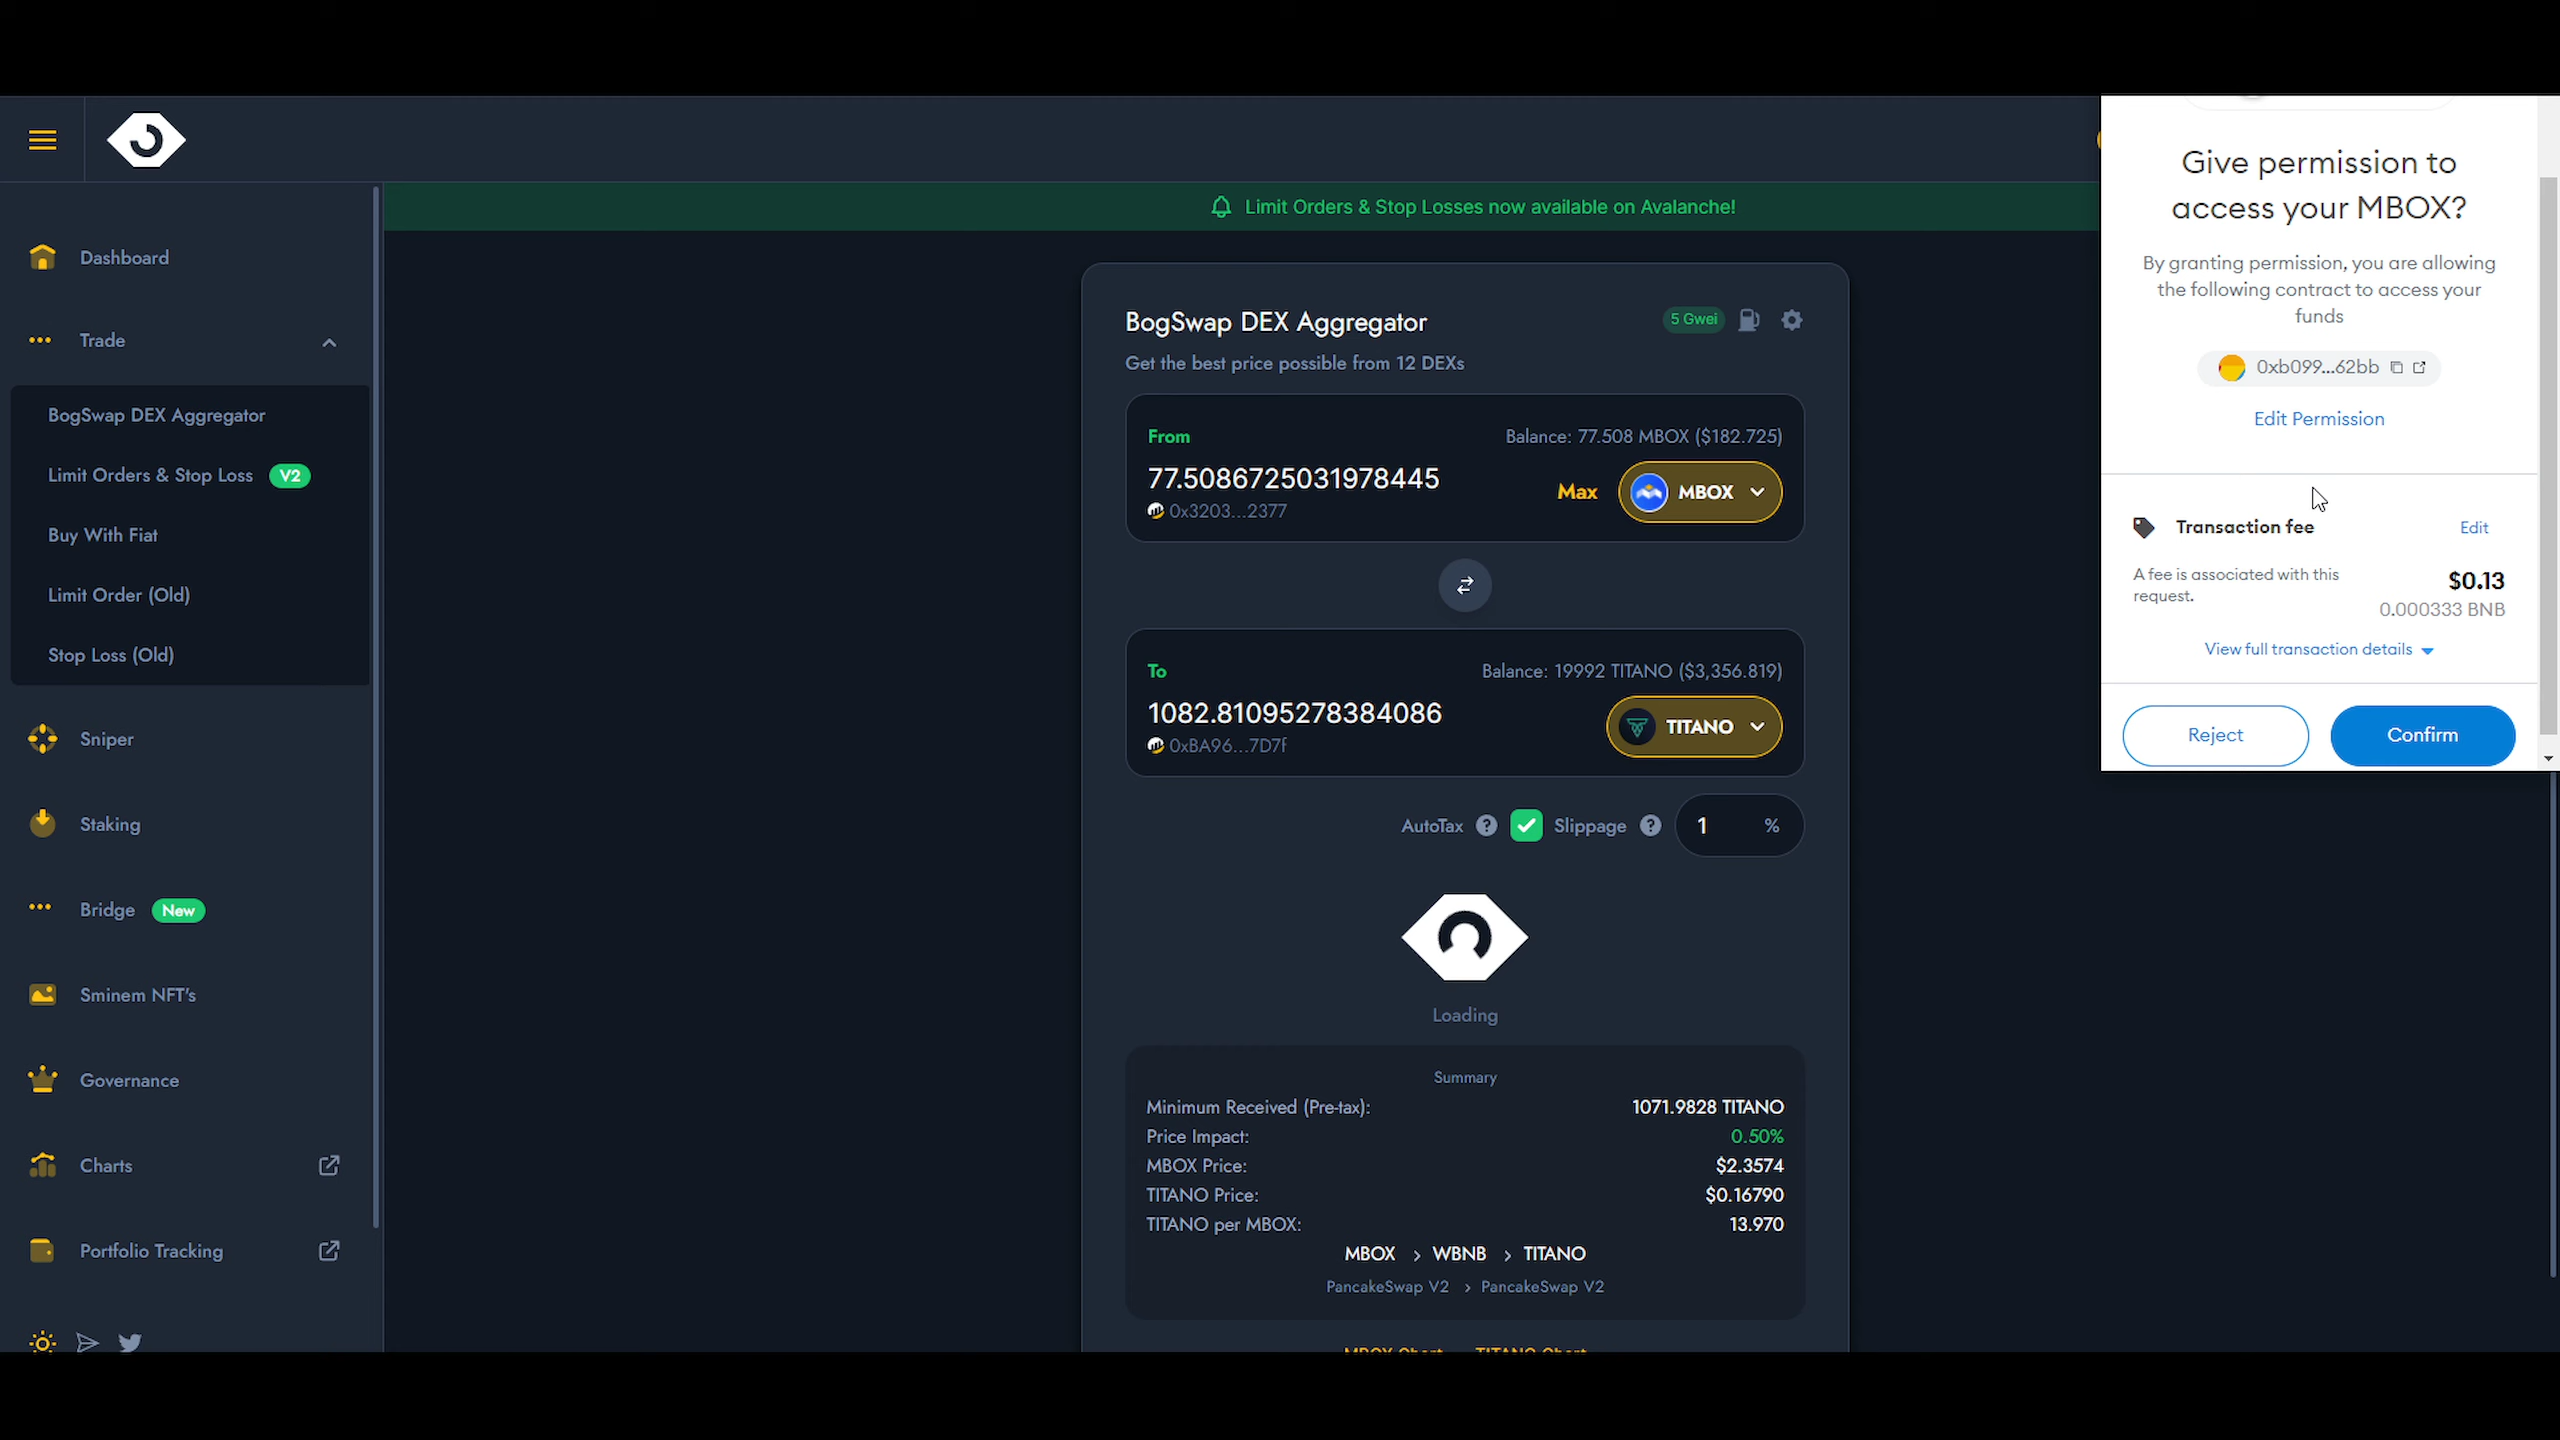 Limit Orders & Stop Losses now available on Avalanche!
Dashboard
Trade
BogSwap DEX Aggregator
Limit Orders & Stop Loss V2
Buy With Fiat
Limit Order (Old)
Stop Loss (Old)
Sniper
Staking
Bridge New
Sminem NFT's
Governance
Charts
Portfolio Tracking
BogSwap DEX Aggregator
5 Gwei
Get the best price possible from 12 DEXs
From
Balance: 77.508 MBOX ($182.725)
77.5086725031978445
Max
MBOX
0x3203...2377
To
Balance: 19992 TITANO ($3,356.819)
1082.81095278384086
TITANO
0xBA96...7D7f
AutoTax ? Slippage ? 1 %
Loading
Summary
Minimum Received (Pre-tax): 1071.9828 TITANO
Price Impact: 0.50%
MBOX Price: $2.3574
TITANO Price: $0.16790
TITANO per MBOX: 13.970
MBOX > WBNB > TITANO
PancakeSwap V2 > PancakeSwap V2
MBOX Chart TITANO Chart
Give permission to
access your MBOX?
By granting permission, you are allowing
the following contract to access your
funds
0xb099...62bb
Edit Permission
Transaction fee
Edit
A fee is associated with this
request.
$0.13
0.000333 BNB
View full transaction details
Reject
Confirm